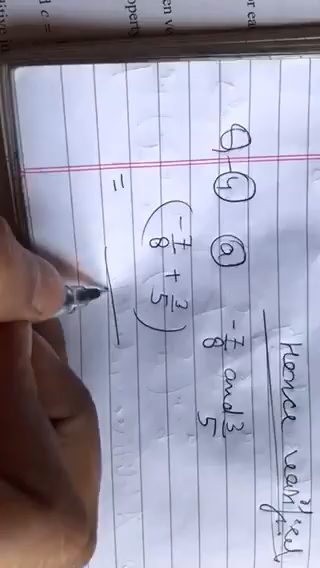 Hence verified
Q.4 (a) -7/8 and 3/5
(-7/8 + 3/5)
=